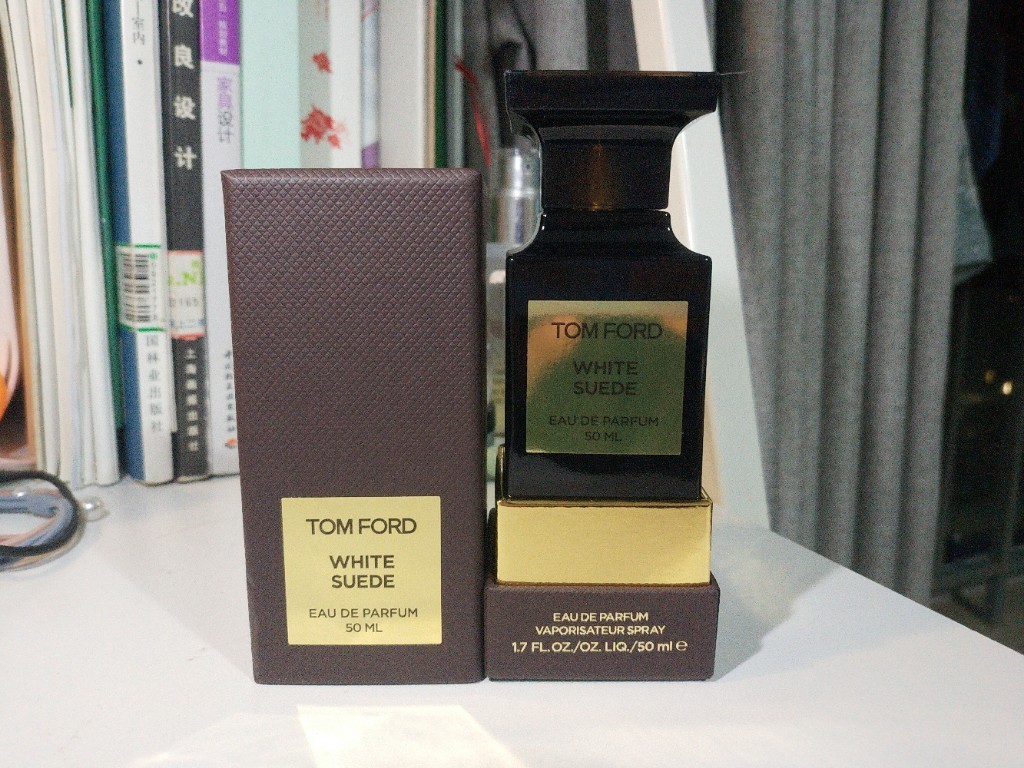 室内
改良设计
家具设计
国林业出版社
TOM FORD
WHITE
SUEDE
EAU DE PARFUM
50 ML
TOM FORD
WHITE
SUEDE
EAU DE PARFUM
50 ML
EAU DE PARFUM
VAPORISATEUR SPRAY
1.7 FL.OZ./OZ. LIQ./50 ml ℮